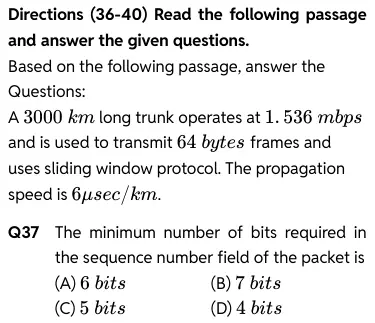 Directions (36-40) Read the following passage
and answer the given questions.
Based on the following passage, answer the
Questions:
A 3000 km long trunk operates at 1. 536 mbps
and is used to transmit 64 bytes frames and
uses sliding window protocol. The propagation
speed is 6μsec/km.
Q37 The minimum number of bits required in
the sequence number field of the packet is
(A) 6 bits (B) 7 bits
(C) 5 bits (D) 4 bits